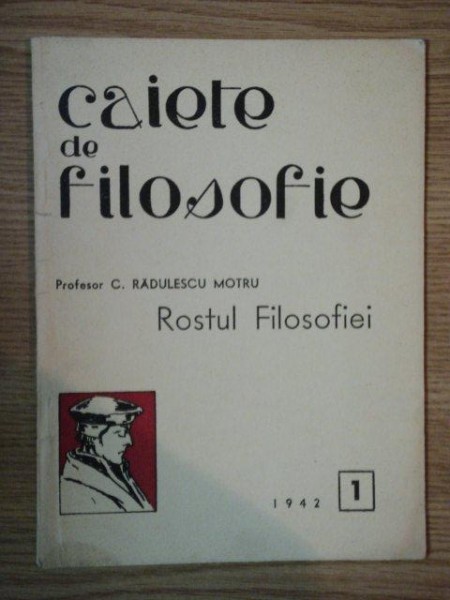 caiete
de
filosofie
Profesor C. RĂDULESCU MOTRU
Rostul Filosofiei
1942 1